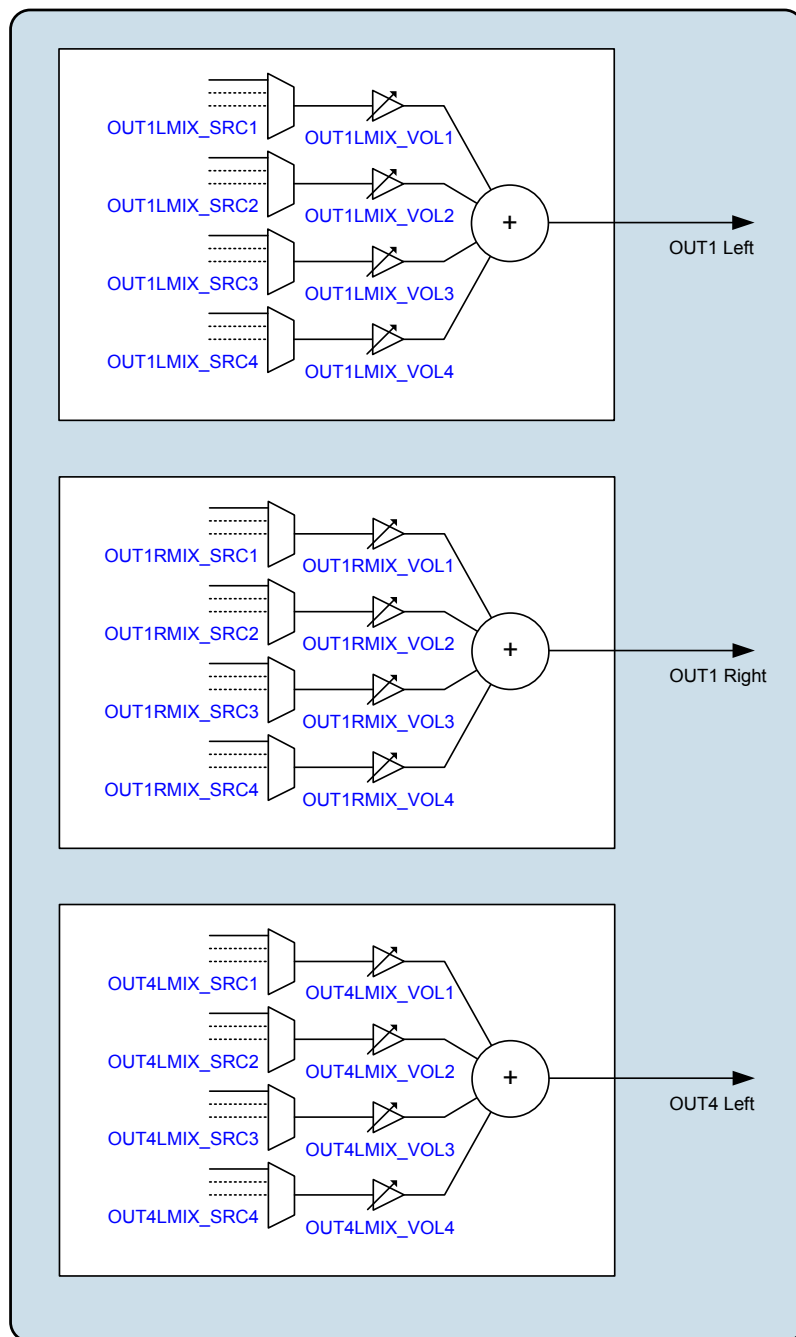 OUT1LMIX_SRC1
OUT1LMIX_VOL1
OUT1LMIX_SRC2
OUT1LMIX_VOL2
+
OUT1 Left
OUT1LMIX_SRC3
OUT1LMIX_VOL3
OUT1LMIX_SRC4
OUT1LMIX_VOL4
OUT1RMIX_SRC1
OUT1RMIX_VOL1
OUT1RMIX_SRC2
OUT1RMIX_VOL2
+
OUT1 Right
OUT1RMIX_SRC3
OUT1RMIX_VOL3
OUT1RMIX_SRC4
OUT1RMIX_VOL4
OUT4LMIX_SRC1
OUT4LMIX_VOL1
OUT4LMIX_SRC2
OUT4LMIX_VOL2
+
OUT4 Left
OUT4LMIX_SRC3
OUT4LMIX_VOL3
OUT4LMIX_SRC4
OUT4LMIX_VOL4